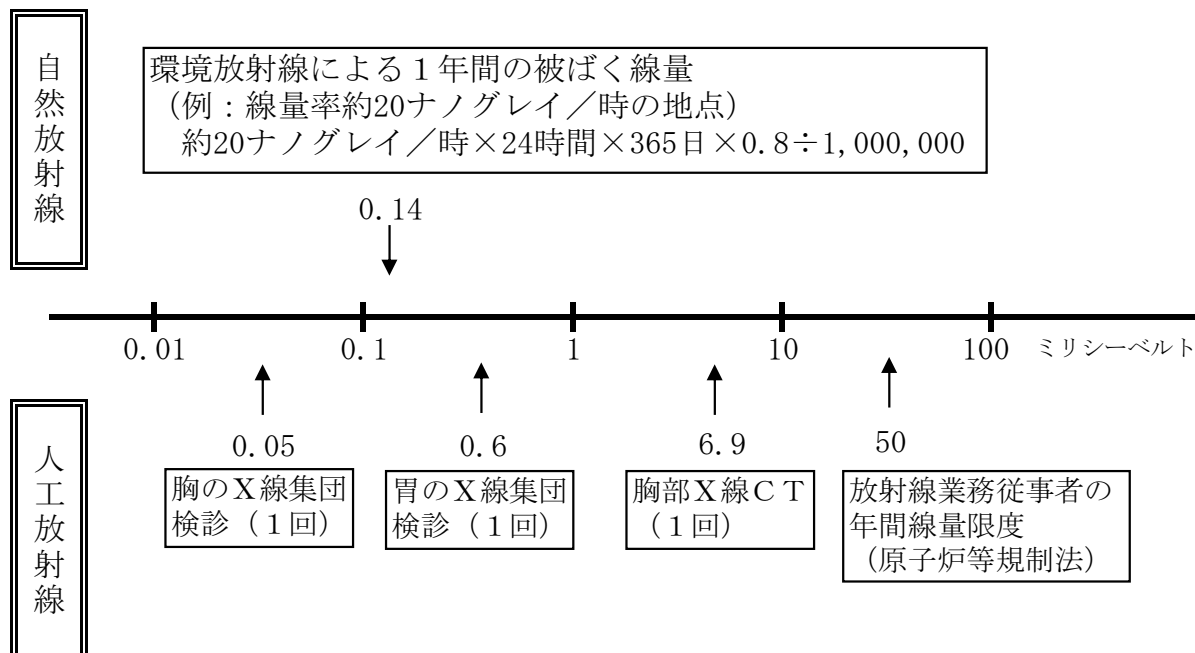 自然放射線
環境放射線による１年間の被ばく線量
（例：線量率約20ナノグレイ／時の地点）
約20ナノグレイ／時×24時間×365日×0.8÷1,000,000
0.14
0.01 0.1 1 10 100 ミリシーベルト
人工放射線
0.05
胸のＸ線集団
検診（１回）
0.6
胃のＸ線集団
検診（１回）
6.9
胸部Ｘ線ＣＴ
（１回）
50
放射線業務従事者の
年間線量限度
（原子炉等規制法）